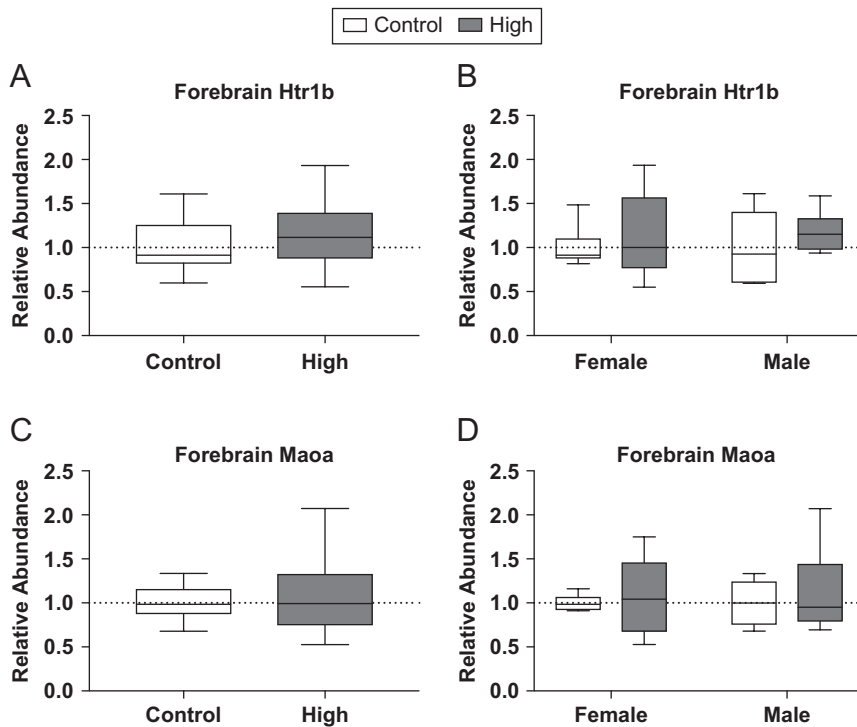 Control High
A
Forebrain Htr1b
Relative Abundance
2.5
2.0
1.5
1.0
0.5
0.0
Control High
B
Forebrain Htr1b
Relative Abundance
2.5
2.0
1.5
1.0
0.5
0.0
Female Male
C
Forebrain Maoa
Relative Abundance
2.5
2.0
1.5
1.0
0.5
0.0
Control High
D
Forebrain Maoa
Relative Abundance
2.5
2.0
1.5
1.0
0.5
0.0
Female Male